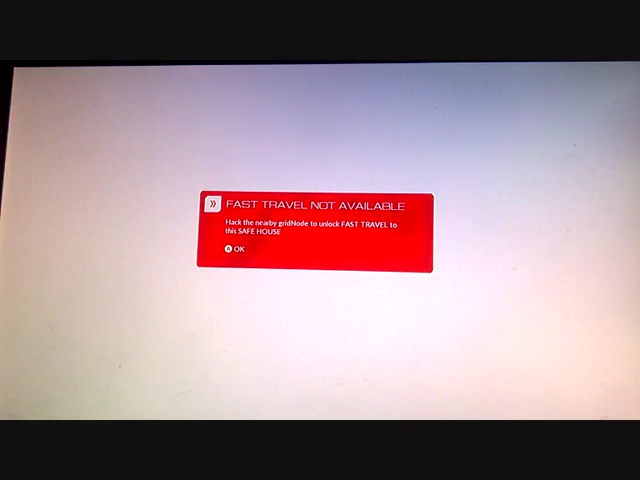 FAST TRAVEL NOT AVAILABLE
Hack the nearby gridNode to unlock FAST TRAVEL to
this SAFE HOUSE
A OK